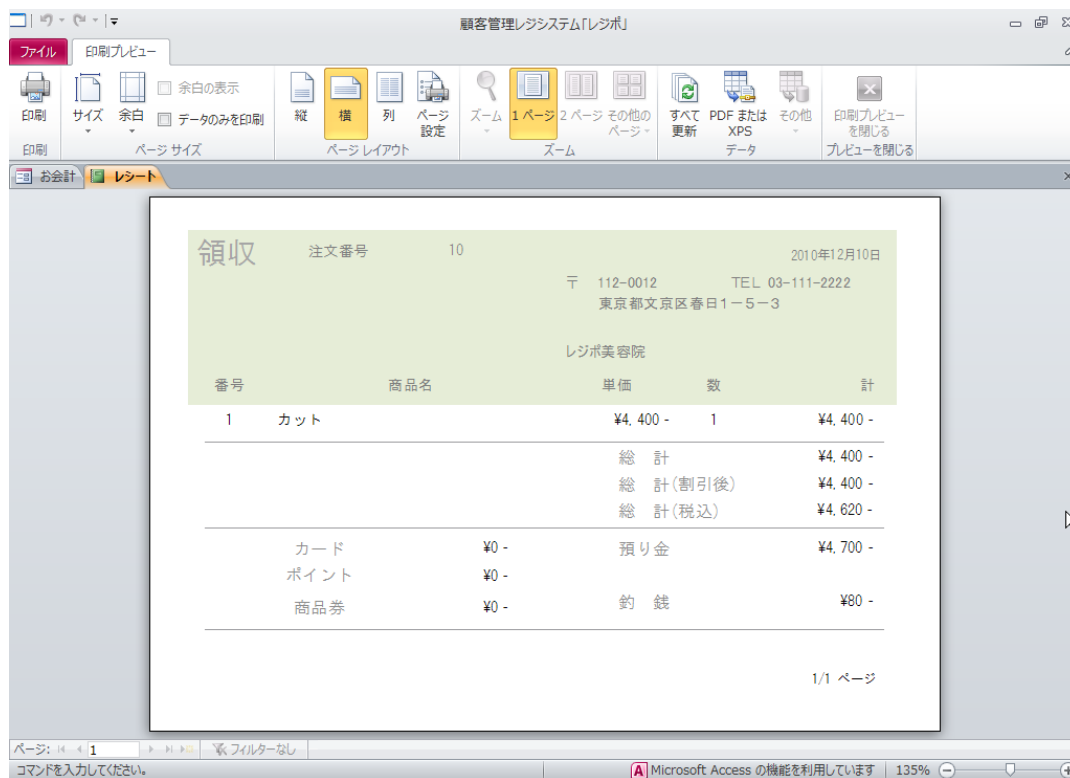 顧客管理レジシステム「レジポ」
ファイル 印刷プレビュー
印刷 サイズ 余白 余白の表示 データのみを印刷 縦 横 列 ページ設定 ズーム 1 ページ 2 ページ その他のページ すべて更新 PDF または XPS その他 印刷プレビューを閉じる
印刷 ページ サイズ ページ レイアウト ズーム データ プレビューを閉じる
お会計 レシート
領収 注文番号 10 2010年12月10日
〒 112-0012 TEL 03-111-2222
東京都文京区春日1-5-3
レジポ美容院
番号 商品名 単価 数 計
1 カット ¥4,400 - 1 ¥4,400 -
総 計 ¥4,400 -
総 計(割引後) ¥4,400 -
総 計(税込) ¥4,620 -
カード ¥0 - 預り金 ¥4,700 -
ポイント ¥0 -
商品券 ¥0 - 釣 銭 ¥80 -
1/1 ページ
ページ: 1 フィルターなし
コマンドを入力してください。 Microsoft Access の機能を利用しています 135%